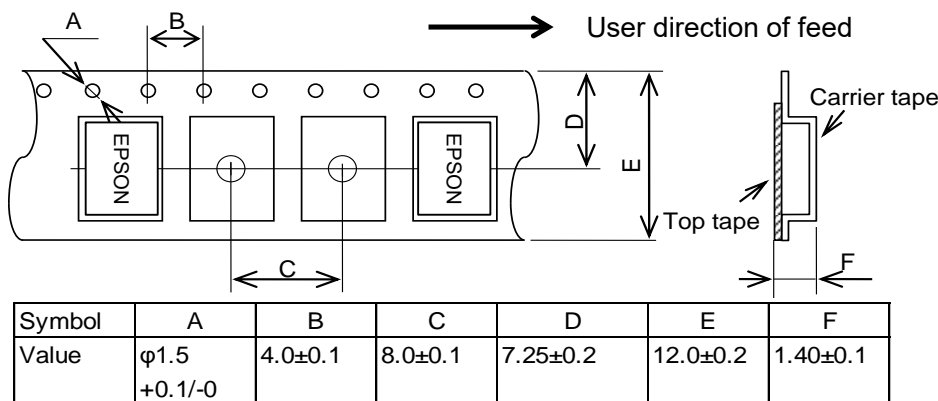 A
B
User direction of feed
Carrier tape
D
E
EPSON
EPSON
Top tape
C
F
Symbol A B C D E F
Value φ1.5 4.0±0.1 8.0±0.1 7.25±0.2 12.0±0.2 1.40±0.1
+0.1/-0